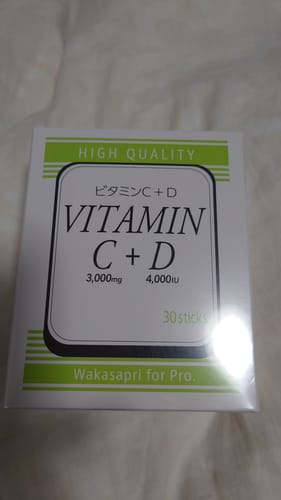 HIGH QUALITY
ビタミンC+D
VITAMIN
C + D
3,000mg 4,000IU
30sticks
Wakasapri for Pro.